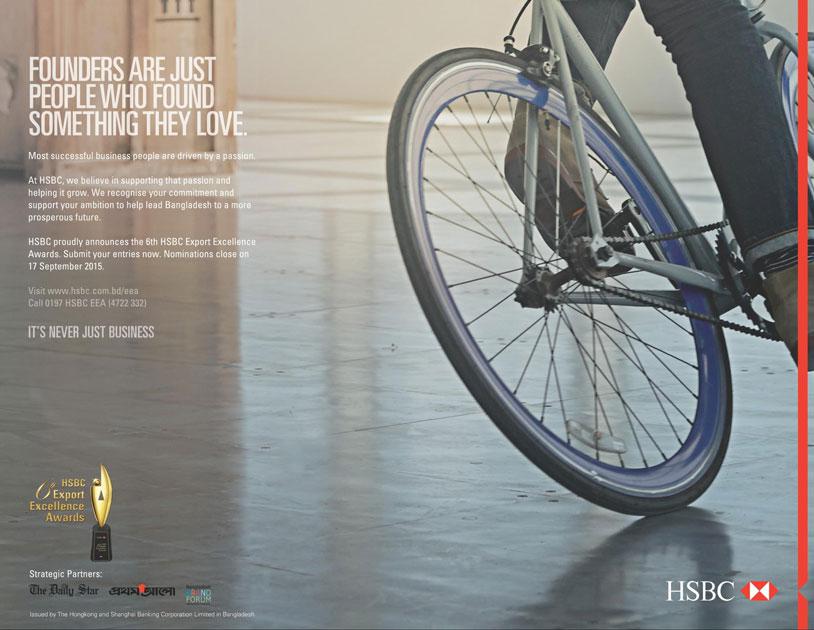 FOUNDERS ARE JUST
PEOPLE WHO FOUND
SOMETHING THEY LOVE.
Most successful business people are driven by a passion.
At HSBC, we believe in supporting that passion and
helping it grow. We recognise your commitment and
support your ambition to help lead Bangladesh to a more
prosperous future.
HSBC proudly announces the 6th HSBC Export Excellence
Awards. Submit your entries now. Nominations close on
17 September 2015.
Visit www.hsbc.com.bd/eea
Call 0197 HSBC EEA (4722 332)
IT'S NEVER JUST BUSINESS
HSBC
6th Export
Excellence
Awards
Strategic Partners:
The Daily Star
প্রথম আলো
Bangladesh
BRAND
FORUM
Issued by The Hongkong and Shanghai Banking Corporation Limited in Bangladesh.
HSBC